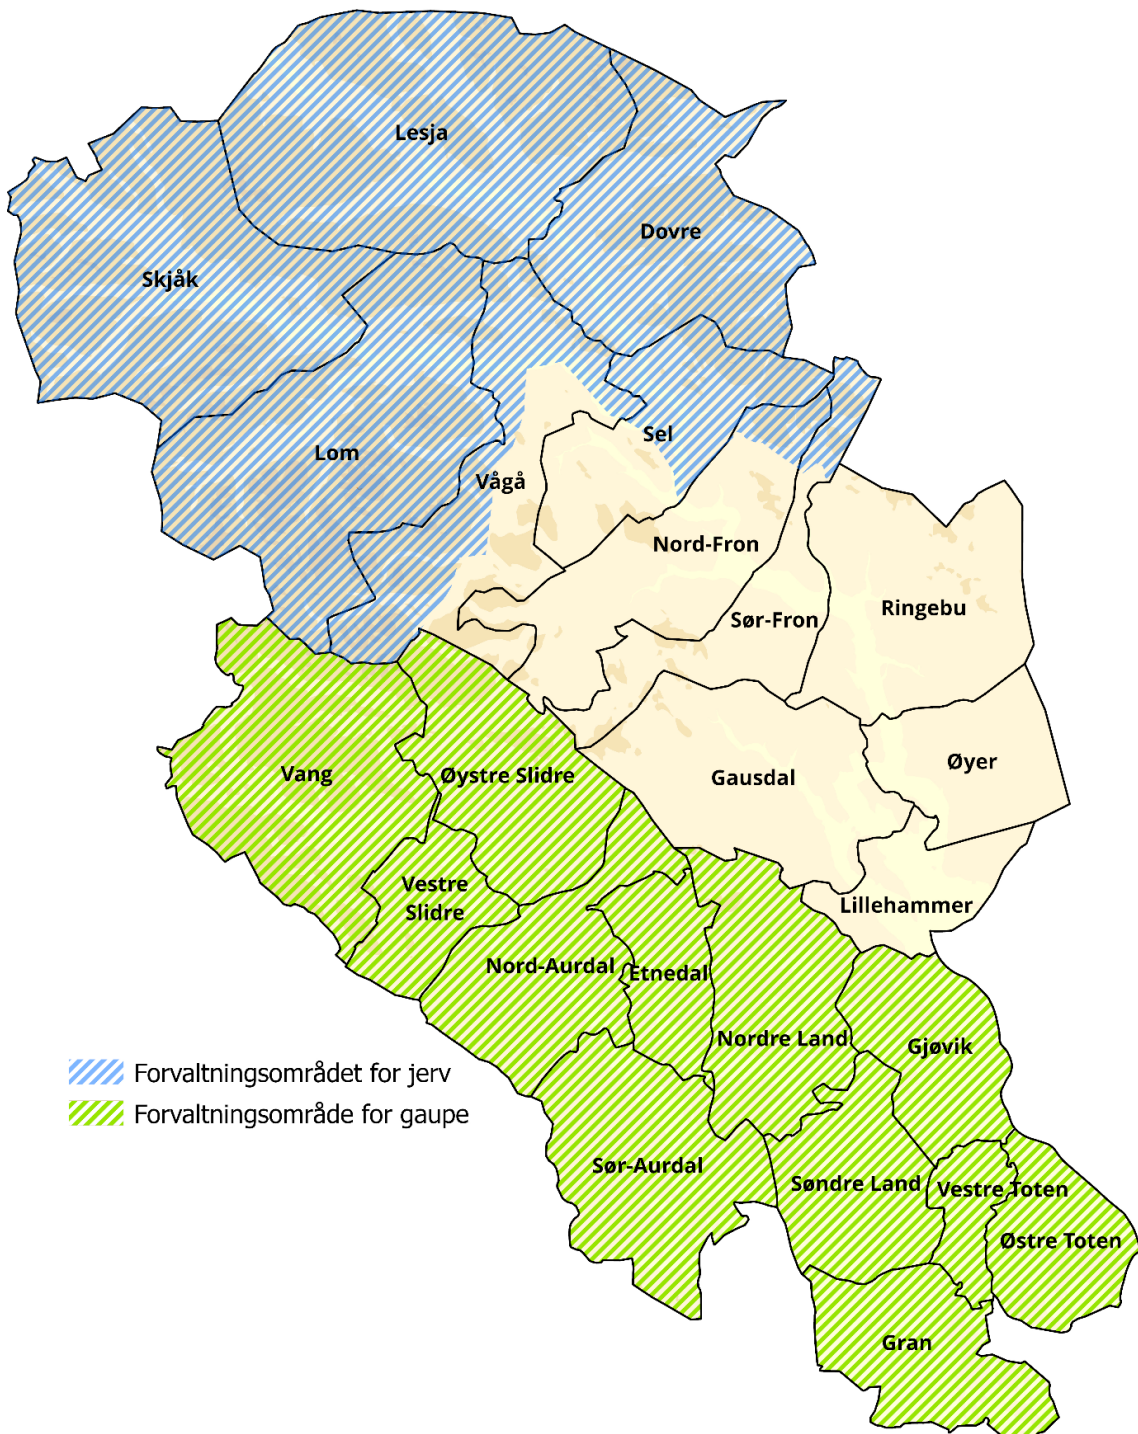 Lesja
Dovre
Skjåk
Sel
Lom
Vågå
Nord-Fron
Ringebu
Sør-Fron
Øyer
Vang
Øystre Slidre
Gausdal
Vestre
Slidre
Lillehammer
Nord-Aurdal
Etnedal
Nordre Land
Gjøvik
Forvaltningsområdet for jerv
Forvaltningsområde for gaupe
Sør-Aurdal
Søndre Land
Vestre Toten
Østre Toten
Gran